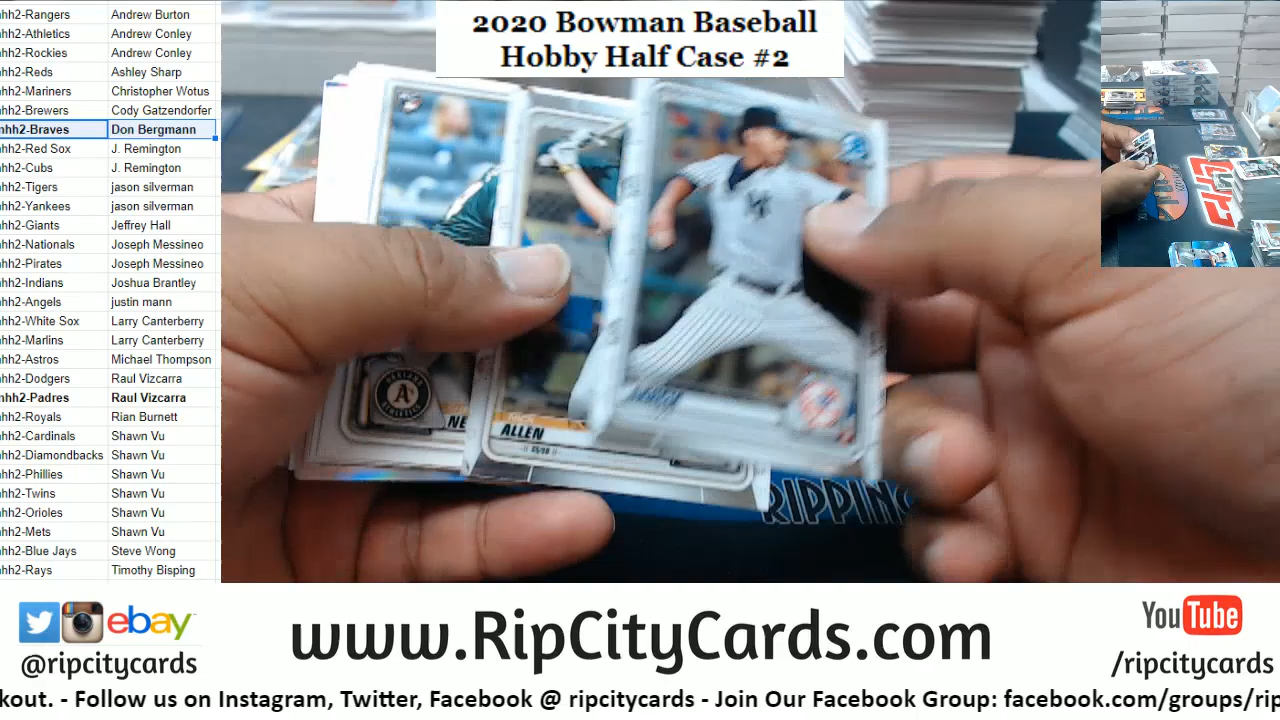 2020 Bowman Baseball
Hobby Half Case #2
hh2-Rangers Andrew Burton
hh2-Athletics Andrew Conley
hh2-Rockies Andrew Conley
hh2-Reds Ashley Sharp
hh2-Mariners Christopher Wotus
hh2-Brewers Cody Gatzendorfer
hh2-Braves Don Bergmann
hh2-Red Sox J. Remington
hh2-Cubs J. Remington
hh2-Tigers jason silverman
hh2-Yankees jason silverman
hh2-Giants Jeffrey Hall
hh2-Nationals Joseph Messineo
hh2-Pirates Joseph Messineo
hh2-Indians Joshua Brantley
hh2-Angels justin mann
hh2-White Sox Larry Canterberry
hh2-Marlins Larry Canterberry
hh2-Astros Michael Thompson
hh2-Dodgers Raul Vizcarra
hh2-Padres Raul Vizcarra
hh2-Royals Rian Burnett
hh2-Cardinals Shawn Vu
hh2-Diamondbacks Shawn Vu
hh2-Phillies Shawn Vu
hh2-Twins Shawn Vu
hh2-Orioles Shawn Vu
hh2-Mets Shawn Vu
hh2-Blue Jays Steve Wong
hh2-Rays Timothy Bisping
A
NE
NICK
ALLEN
RIPPING
ebay
@ripcitycards
www.RipCityCards.com
YouTube
/ripcitycards
kout. - Follow us on Instagram, Twitter, Facebook @ ripcitycards - Join Our Facebook Group: facebook.com/groups/rip